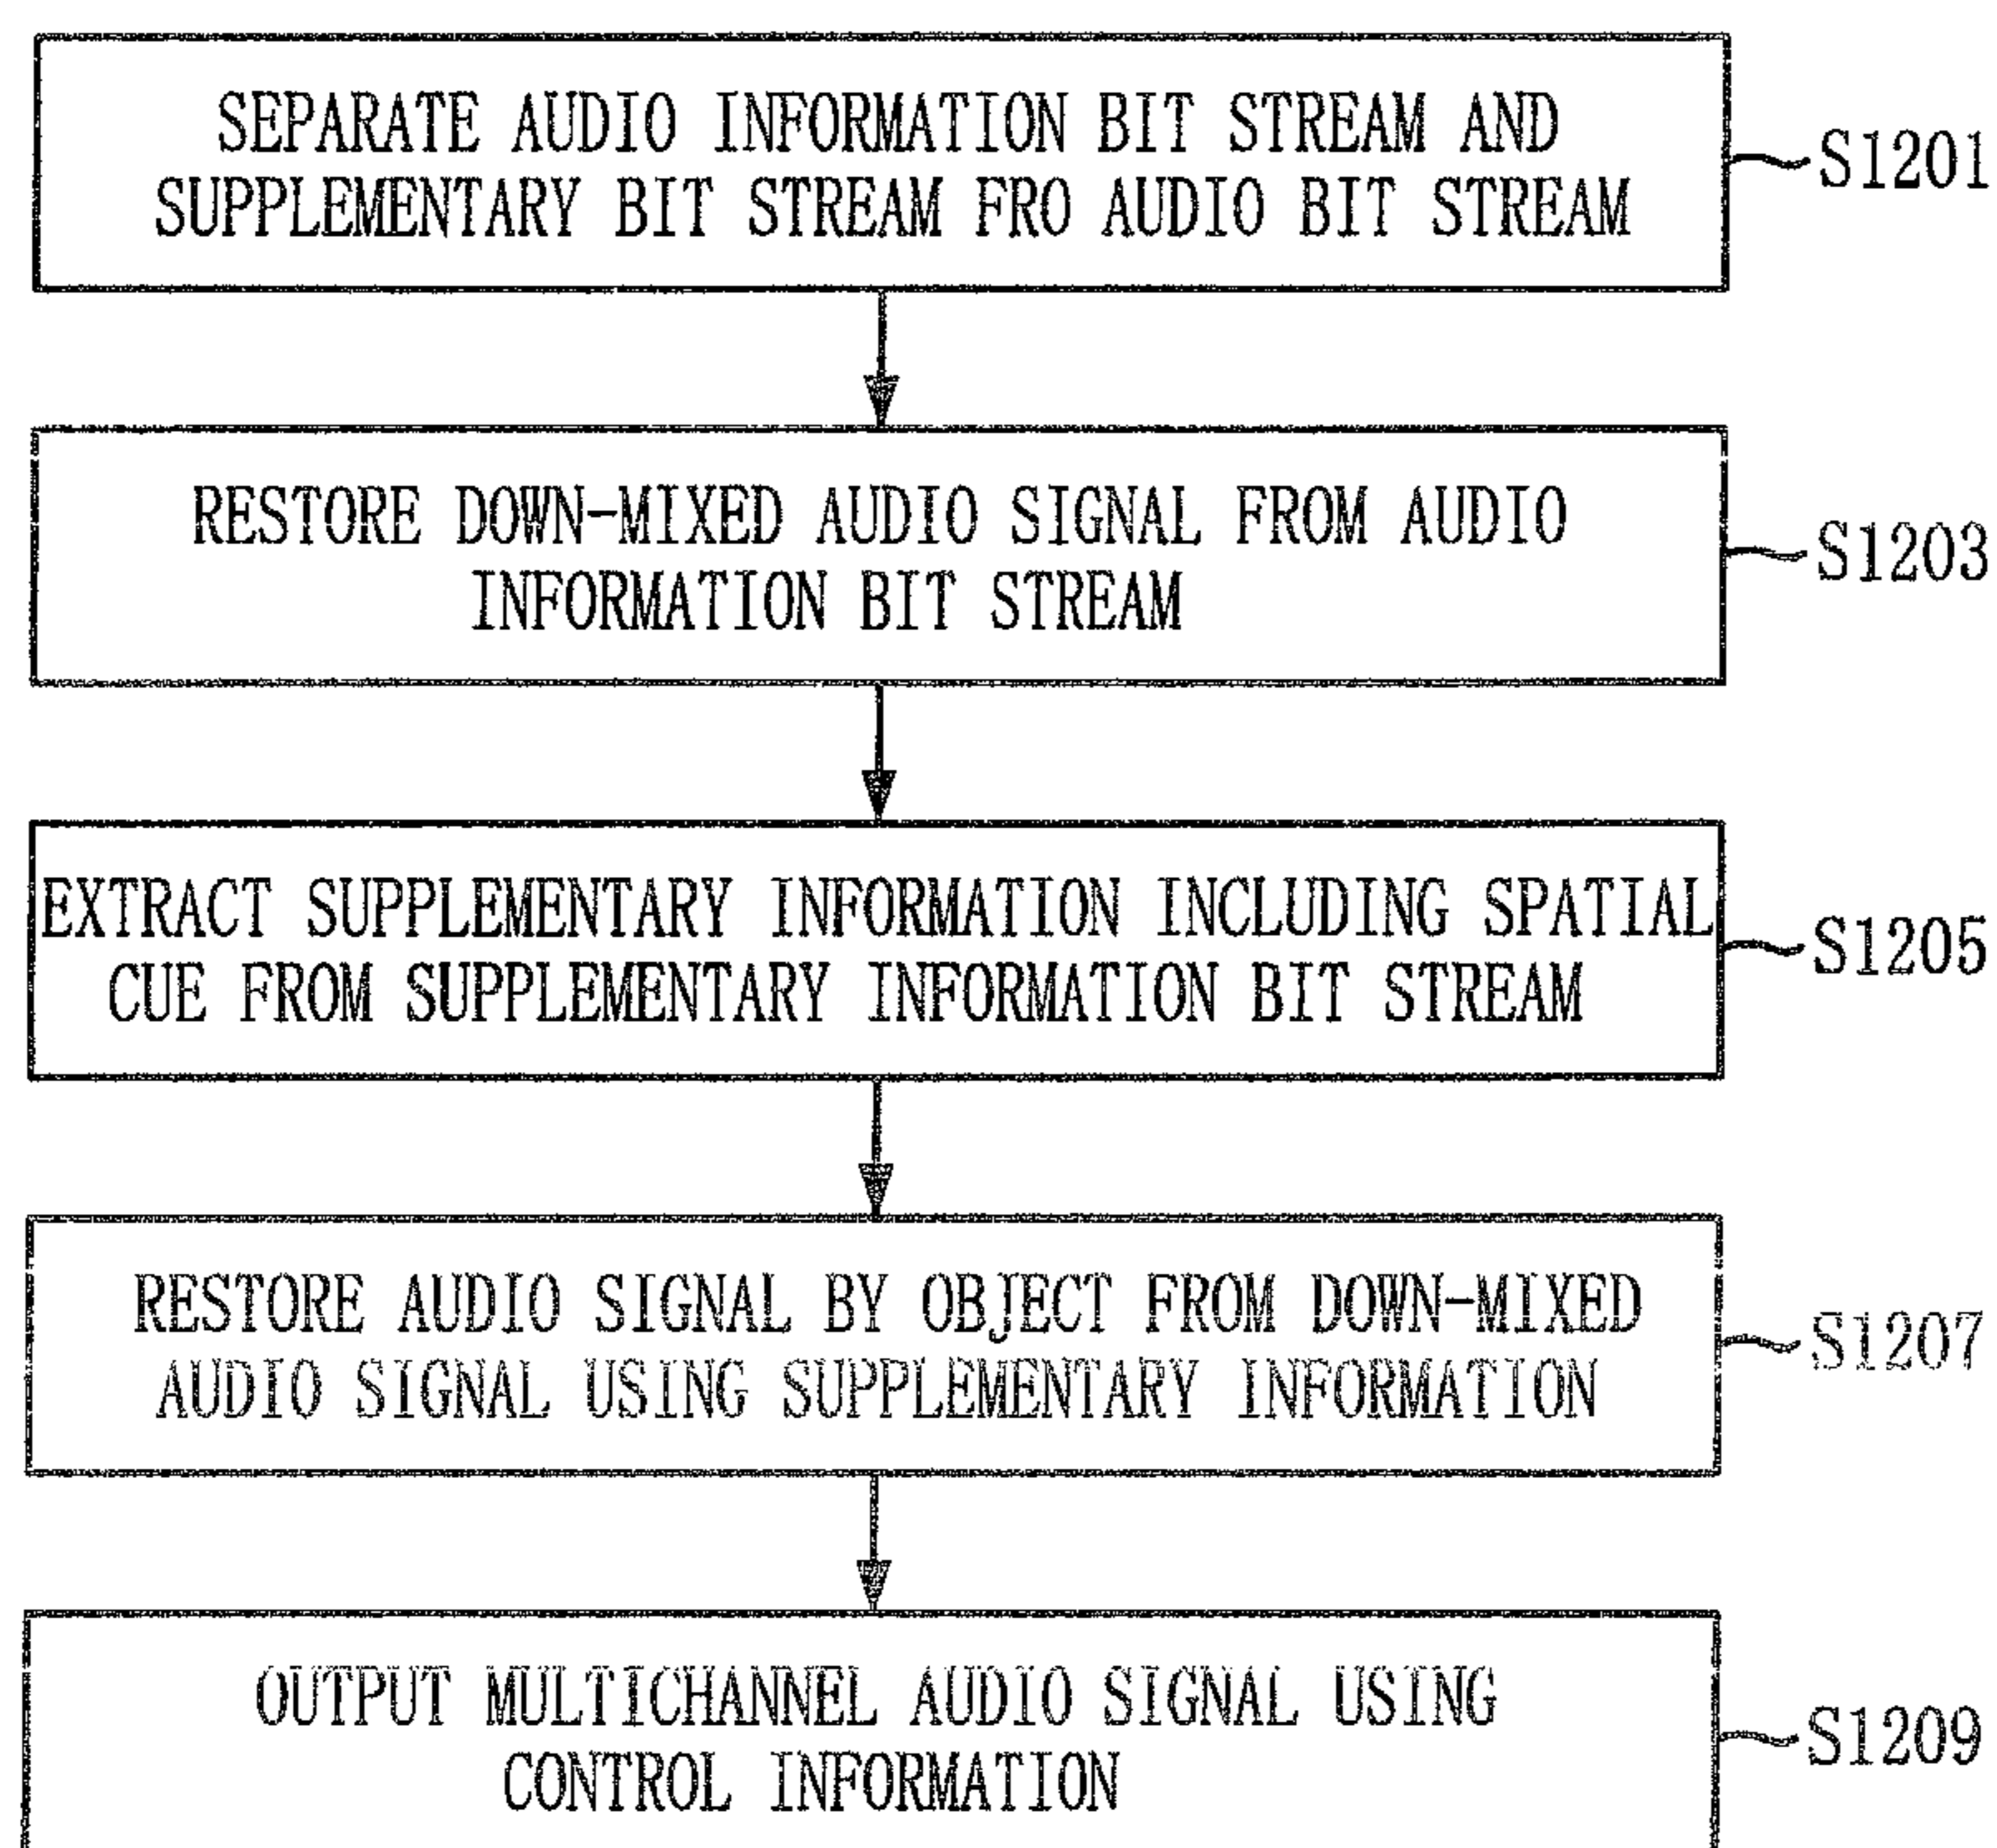 SEPARATE AUDIO INFORMATION BIT STREAM AND
SUPPLEMENTARY BIT STREAM FRO AUDIO BIT STREAM
S1201
RESTORE DOWN-MIXED AUDIO SIGNAL FROM AUDIO
INFORMATION BIT STREAM
S1203
EXTRACT SUPPLEMENTARY INFORMATION INCLUDING SPATIAL
CUE FROM SUPPLEMENTARY INFORMATION BIT STREAM
S1205
RESTORE AUDIO SIGNAL BY OBJECT FROM DOWN-MIXED
AUDIO SIGNAL USING SUPPLEMENTARY INFORMATION
S1207
OUTPUT MULTICHANNEL AUDIO SIGNAL USING
CONTROL INFORMATION
S1209